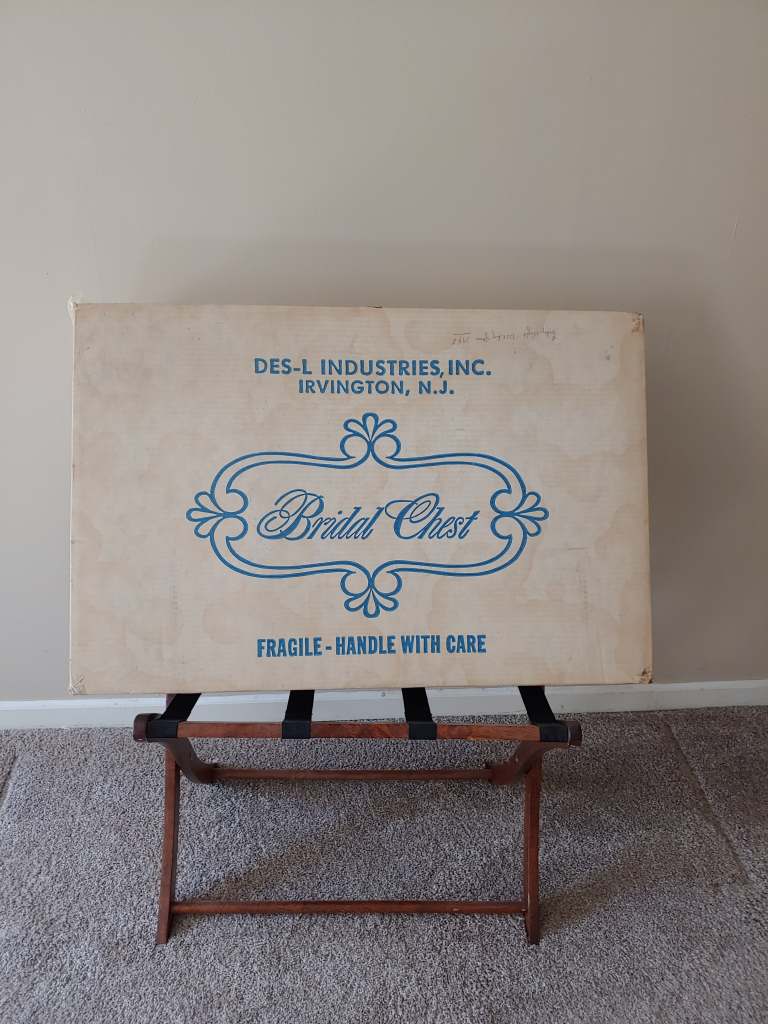 DES-L INDUSTRIES, INC.
IRVINGTON, N.J.
Bridal Chest
FRAGILE - HANDLE WITH CARE